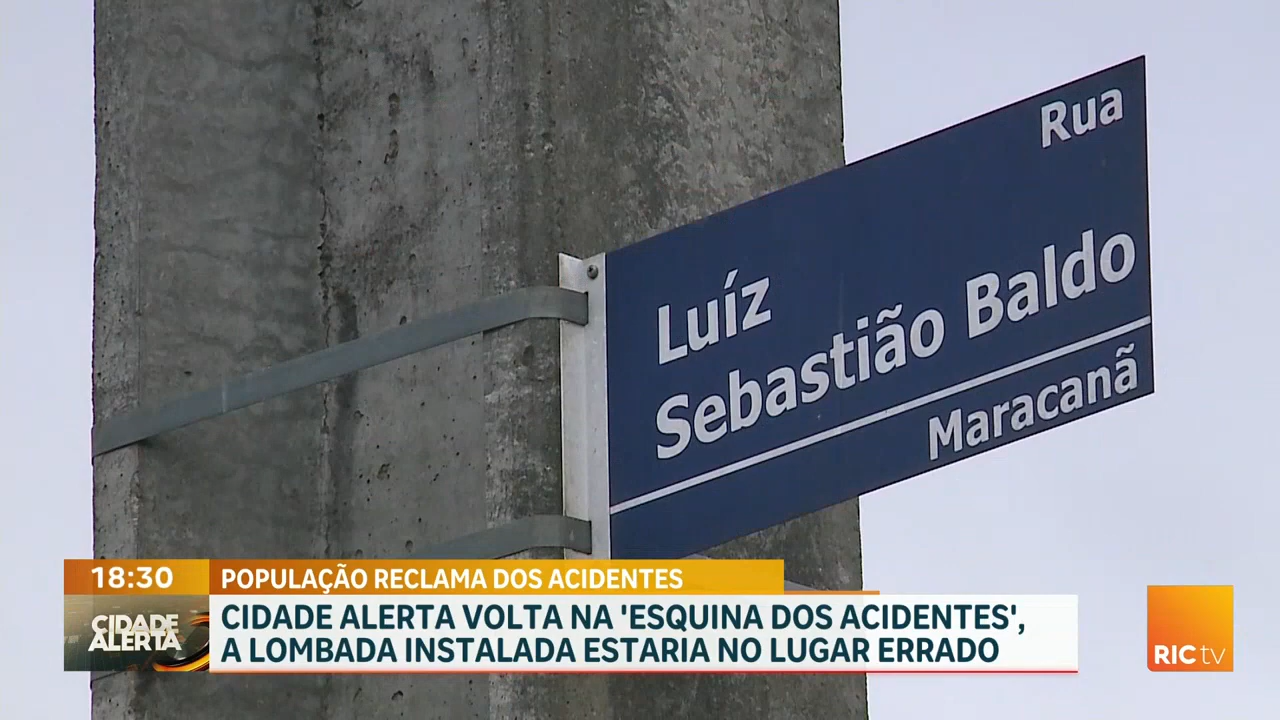 Rua
Luíz
Sebastião Baldo
Maracanã
18:30
POPULAÇÃO RECLAMA DOS ACIDENTES
CIDADE ALERTA
CIDADE ALERTA VOLTA NA 'ESQUINA DOS ACIDENTES',
A LOMBADA INSTALADA ESTARIA NO LUGAR ERRADO
RIC tv